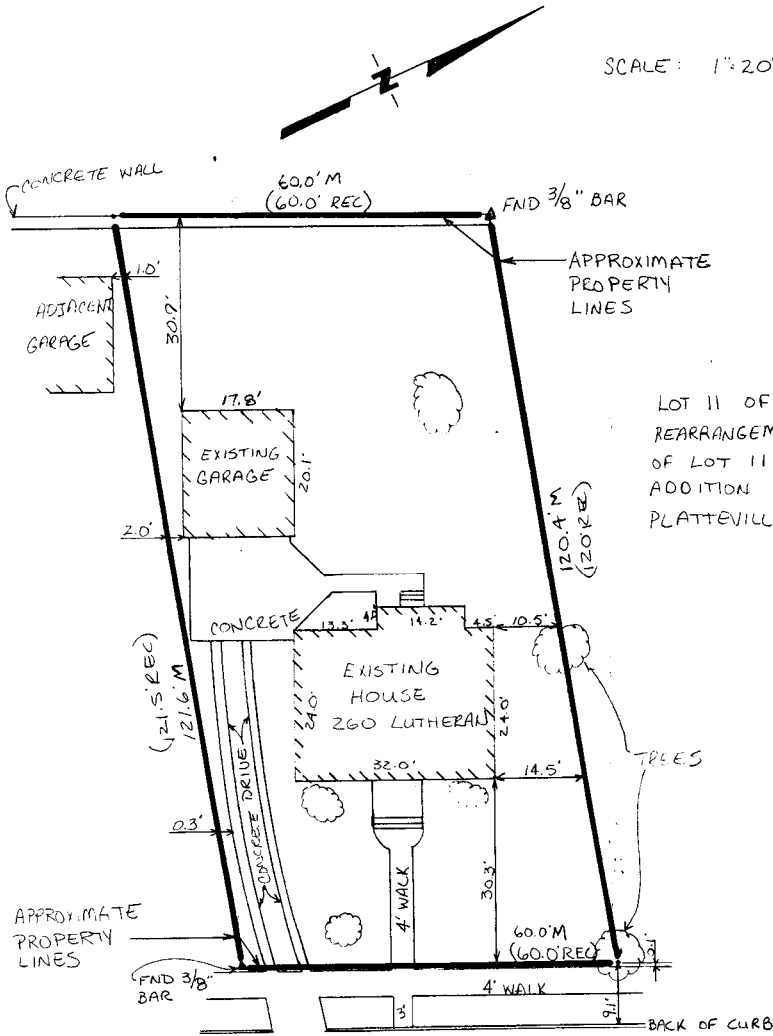 SCALE: 1"=20'
N
CONCRETE WALL
60.0' M
(60.0' REC)
FND 3/8" BAR
APPROXIMATE
PROPERTY
LINES
1.0'
ADJACENT
GARAGE
30.9'
17.8'
EXISTING
GARAGE
20.1'
LOT 11 OF
REARRANGEM
OF LOT 11
ADDITION
PLATTEVILL
2.0'
120.4' M
(120' REC)
CONCRETE
13.3'
14.2'
4.5'
10.5'
EXISTING
HOUSE
260 LUTHERAN
24.0'
24.0'
32.0'
(121.5' REC)
121.6' M
TREES
14.5'
0.3'
CONCRETE DRIVE
30.3'
4' WALK
APPROXIMATE
PROPERTY
LINES
60.0' M
(60.0' REC)
FND 3/8"
BAR
4' WALK
3'
9.1'
BACK OF CURB